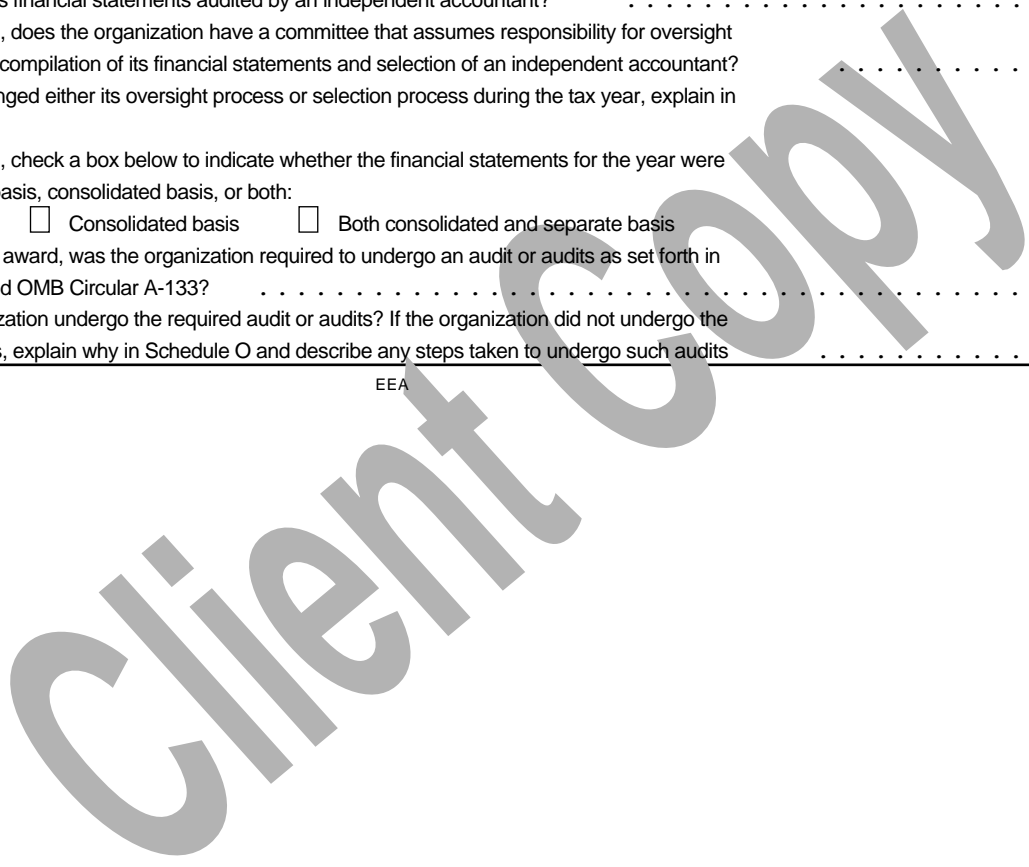 s financial statements audited by an independent accountant? . . . . . . . . . . . . . . . . . . . .
, does the organization have a committee that assumes responsibility for oversight
compilation of its financial statements and selection of an independent accountant? . . . . . . . . . .
nged either its oversight process or selection process during the tax year, explain in
, check a box below to indicate whether the financial statements for the year were
basis, consolidated basis, or both:
☐ Consolidated basis ☐ Both consolidated and separate basis
award, was the organization required to undergo an audit or audits as set forth in
d OMB Circular A-133? . . . . . . . . . . . . . . . . . . . . . . . . . . . . . . . . . . . . . .
zation undergo the required audit or audits? If the organization did not undergo the
s, explain why in Schedule O and describe any steps taken to undergo such audits . . . . . . . . . . .
EEA
Client Copy